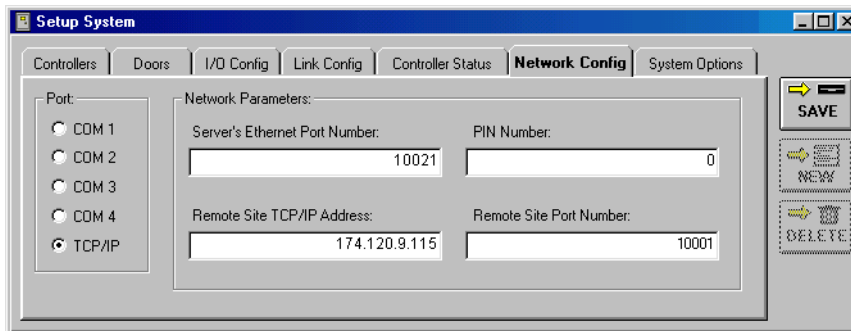 Setup System
Controllers Doors I/O Config Link Config Controller Status Network Config System Options
Port:
COM 1
COM 2
COM 3
COM 4
TCP/IP
Network Parameters:
Server's Ethernet Port Number: PIN Number:
10021 0
Remote Site TCP/IP Address: Remote Site Port Number:
174.120.9.115 10001
SAVE
NEW
DELETE